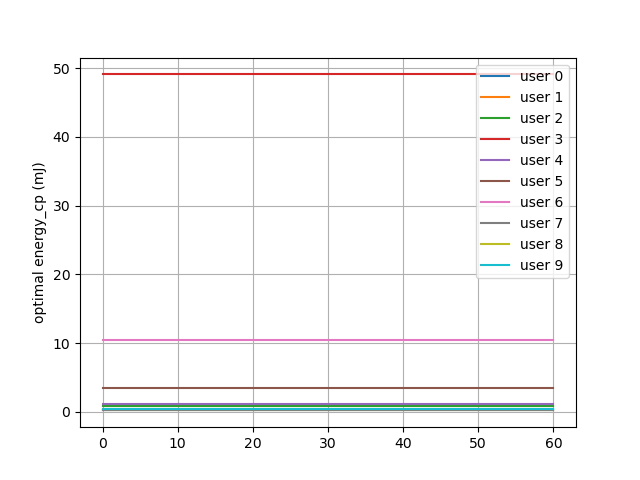 50
40
30
20
10
0
optimal energy_cp (mJ)
0 10 20 30 40 50 60
user 0
user 1
user 2
user 3
user 4
user 5
user 6
user 7
user 8
user 9